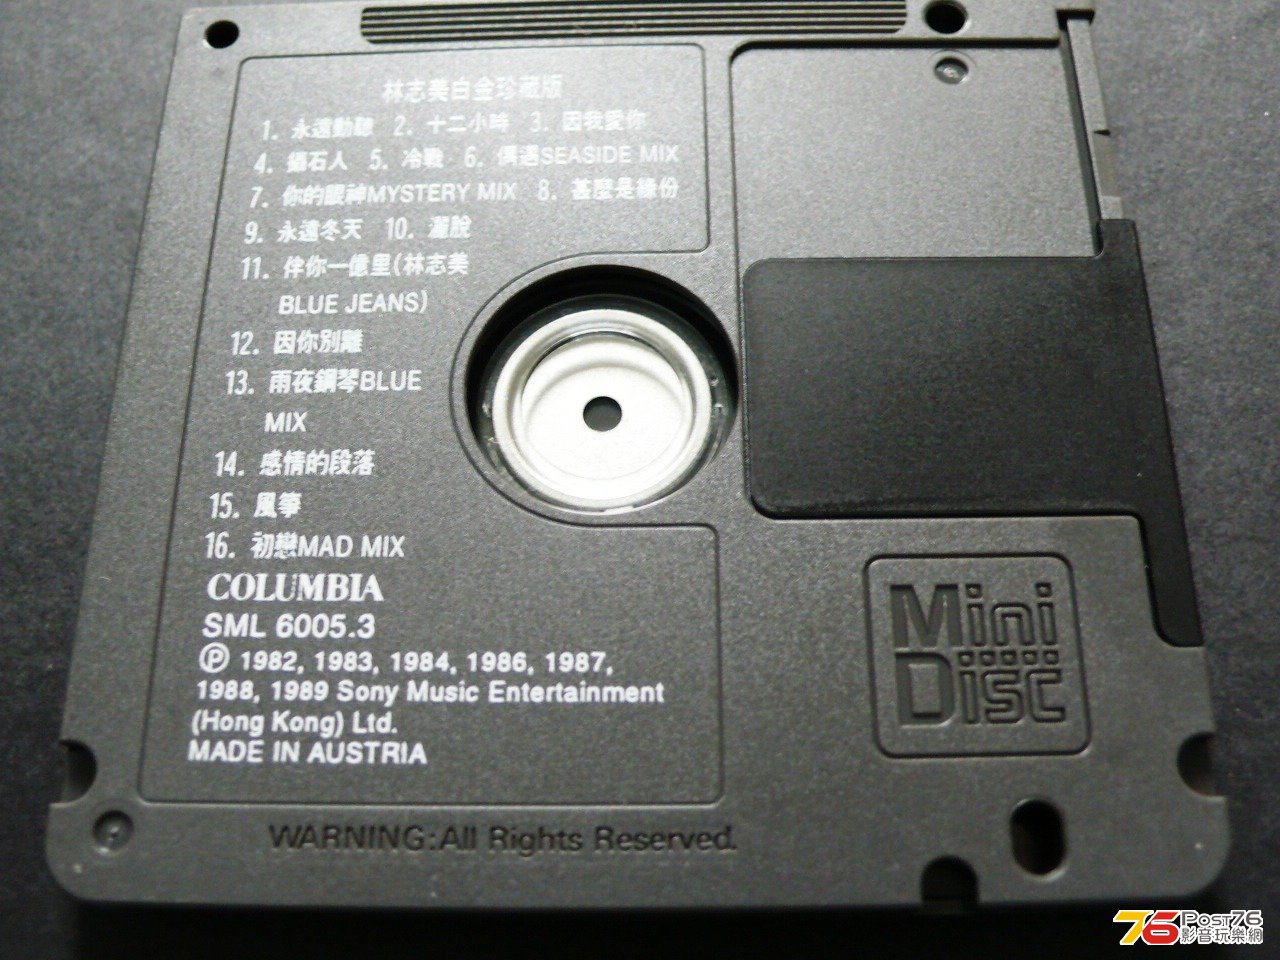 林志美白金珍藏版
1. 永遠動聽 2. 十二小時 3. 因我愛你
4. 鑽石人 5. 冷戰 6. 偶遇SEASIDE MIX
7. 你的眼神MYSTERY MIX 8. 甚麼是緣份
9. 永遠冬天 10. 灑脫
11. 伴你一億里(林志美
BLUE JEANS)
12. 因你別離
13. 雨夜鋼琴BLUE
MIX
14. 感情的段落
15. 風箏
16. 初戀MAD MIX
COLUMBIA
SML 6005.3
Ⓟ 1982, 1983, 1984, 1986, 1987,
1988, 1989 Sony Music Entertainment
(Hong Kong) Ltd.
MADE IN AUSTRIA
Mini
Disc
WARNING:All Rights Reserved.
76 POST76
影音玩樂網